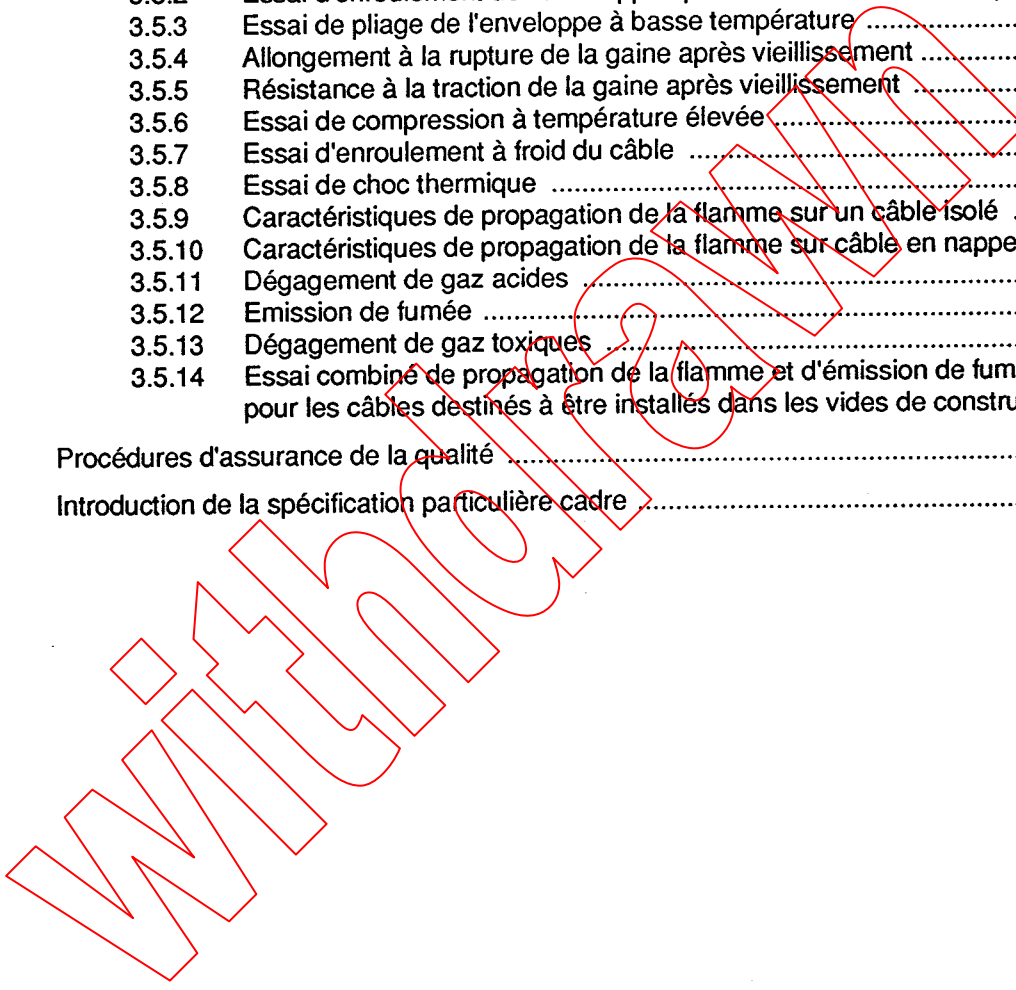 3.5.3 Essai de pliage de l'enveloppe à basse température ................
3.5.4 Allongement à la rupture de la gaine après vieillissement ..........
3.5.5 Résistance à la traction de la gaine après vieillissement ..........
3.5.6 Essai de compression à température élevée ..........................
3.5.7 Essai d'enroulement à froid du câble ...............................
3.5.8 Essai de choc thermique ............................................
3.5.9 Caractéristiques de propagation de la flamme sur un câble isolé .
3.5.10 Caractéristiques de propagation de la flamme sur câble en nappe
3.5.11 Dégagement de gaz acides ..........................................
3.5.12 Emission de fumée .................................................
3.5.13 Dégagement de gaz toxiques ........................................
3.5.14 Essai combiné de propagation de la flamme et d'émission de fum
pour les câbles destinés à être installés dans les vides de constru
Procédures d'assurance de la qualité .....................................
Introduction de la spécification particulière cadre ......................
withdrawn